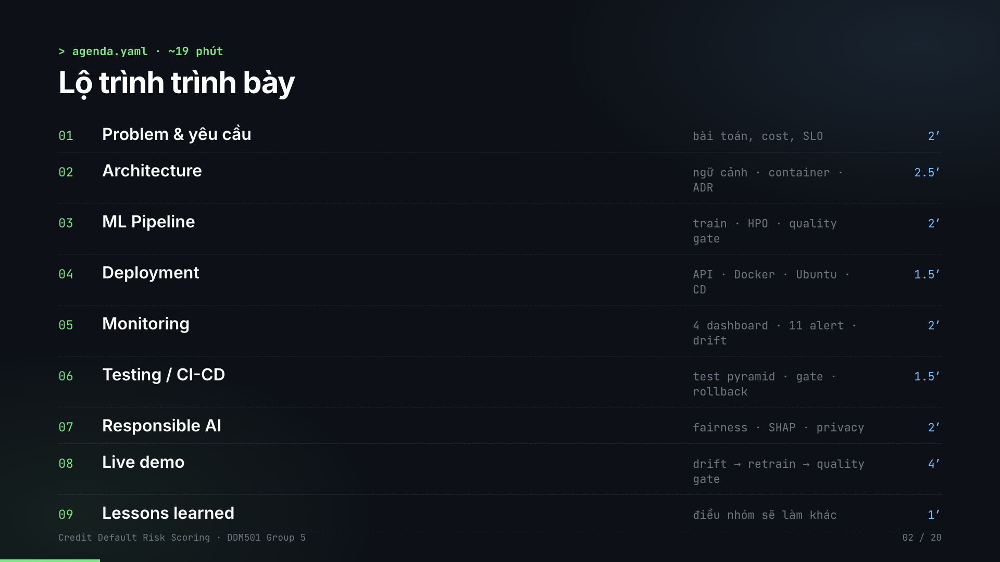 > agenda.yaml · ~19 phút
Lộ trình trình bày
01 Problem & yêu cầu bài toán, cost, SLO 2′
02 Architecture ngữ cảnh · container · 2.5′
ADR
03 ML Pipeline train · HPO · quality 2′
gate
04 Deployment API · Docker · Ubuntu · 1.5′
CD
05 Monitoring 4 dashboard · 11 alert · 2′
drift
06 Testing / CI-CD test pyramid · gate · 1.5′
rollback
07 Responsible AI fairness · SHAP · privacy 2′
08 Live demo drift → retrain → quality 4′
gate
09 Lessons learned điều nhóm sẽ làm khác 1′
Credit Default Risk Scoring · DDM501 Group 5 02 / 20